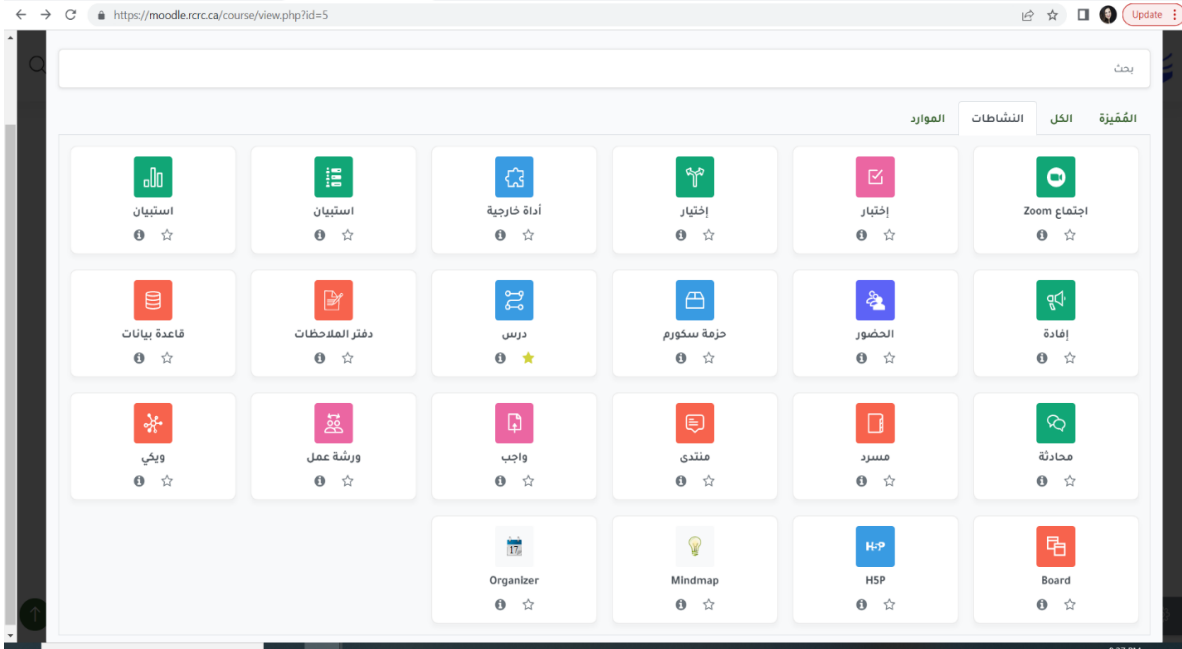 https://moodle.rcrc.ca/course/view.php?id=5
Update
بحث
المُمَيزة الكل النشاطات الموارد
اجتماع Zoom
إختبار
إختيار
أداة خارجية
استبيان
استبيان
إفادة
الحضور
حزمة سكورم
درس
دفتر الملاحظات
قاعدة بيانات
محادثة
مسرد
منتدى
واجب
ورشة عمل
ويكي
Board
H-P
H5P
Mindmap
17
Organizer